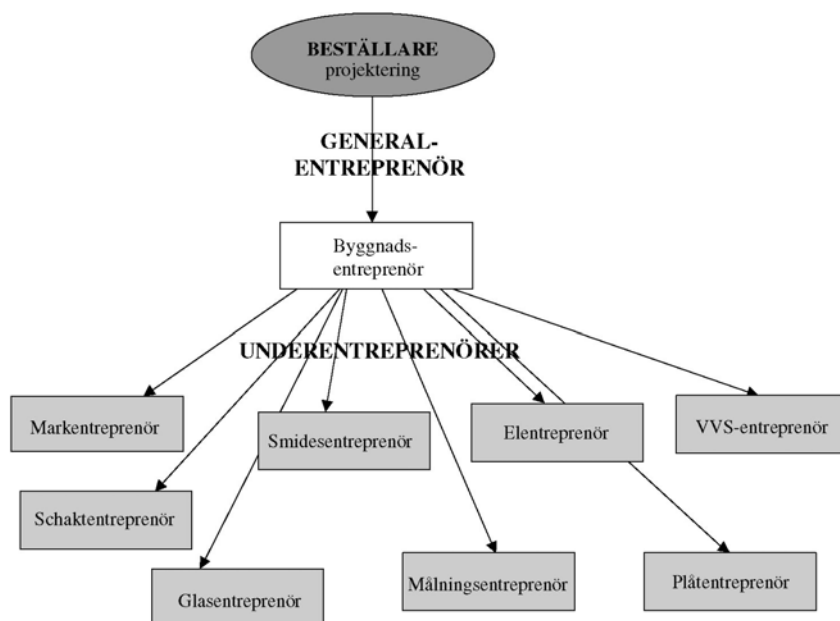 BESTÄLLARE
projektering
GENERAL-
ENTREPRENÖR
Byggnads-
entreprenör
UNDERENTREPRENÖRER
Markentreprenör
Smidesentreprenör
Elentreprenör
VVS-entreprenör
Schaktentreprenör
Glasentreprenör
Målningsentreprenör
Plåtentreprenör